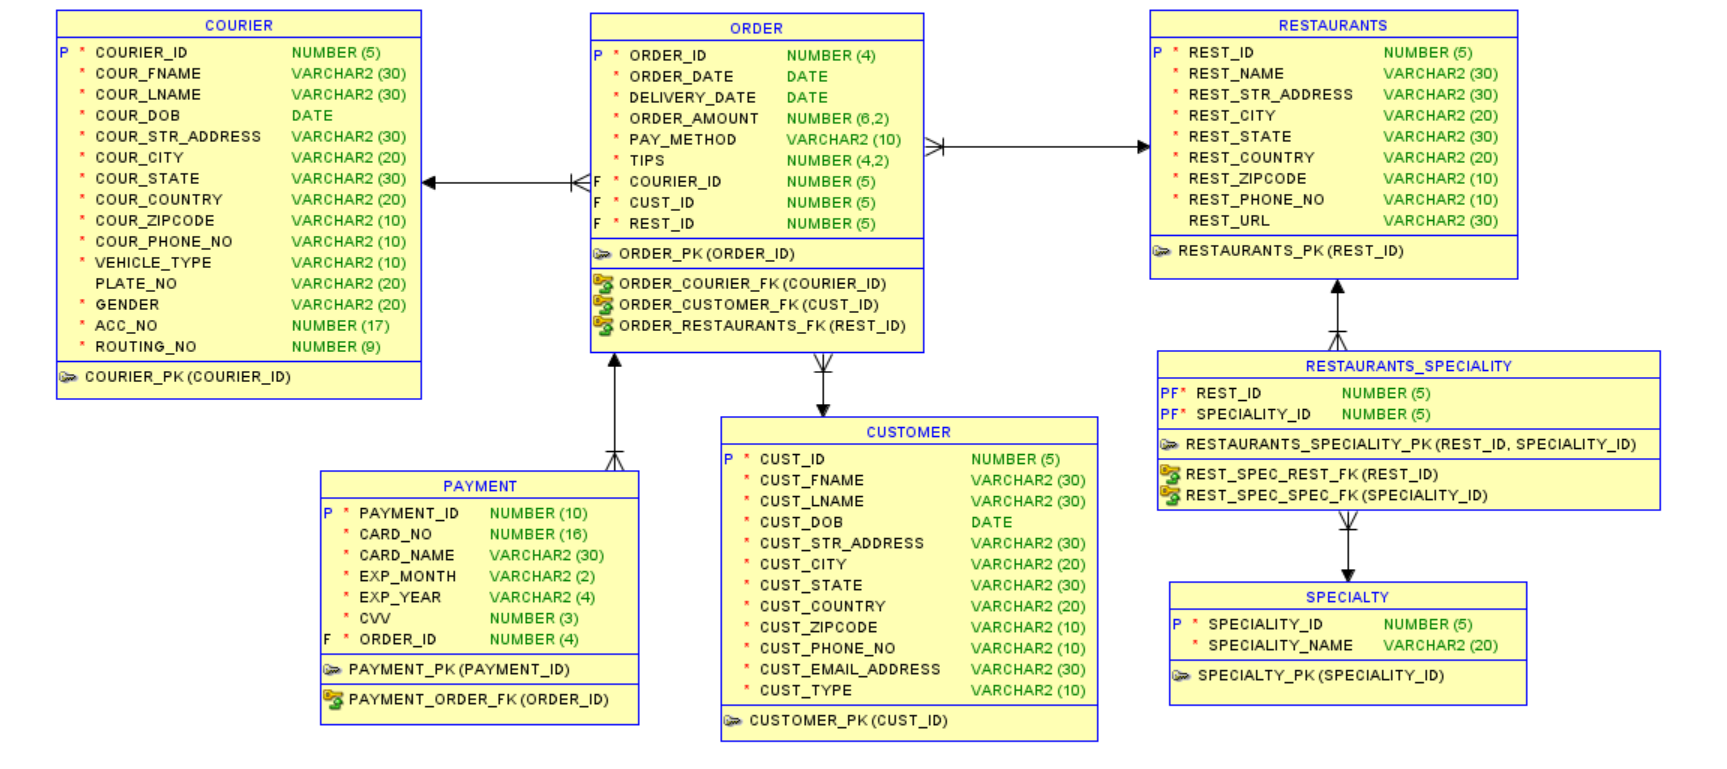 COURIER
P * COURIER_ID NUMBER (5)
* COUR_FNAME VARCHAR2 (30)
* COUR_LNAME VARCHAR2 (30)
* COUR_DOB DATE
* COUR_STR_ADDRESS VARCHAR2 (30)
* COUR_CITY VARCHAR2 (20)
* COUR_STATE VARCHAR2 (30)
* COUR_COUNTRY VARCHAR2 (20)
* COUR_ZIPCODE VARCHAR2 (10)
* COUR_PHONE_NO VARCHAR2 (10)
* VEHICLE_TYPE VARCHAR2 (10)
PLATE_NO VARCHAR2 (20)
* GENDER VARCHAR2 (20)
* ACC_NO NUMBER (17)
* ROUTING_NO NUMBER (9)
COURIER_PK (COURIER_ID)
ORDER
P * ORDER_ID NUMBER (4)
* ORDER_DATE DATE
* DELIVERY_DATE DATE
* ORDER_AMOUNT NUMBER (6,2)
* PAY_METHOD VARCHAR2 (10)
* TIPS NUMBER (4,2)
F * COURIER_ID NUMBER (5)
F * CUST_ID NUMBER (5)
F * REST_ID NUMBER (5)
ORDER_PK (ORDER_ID)
ORDER_COURIER_FK (COURIER_ID)
ORDER_CUSTOMER_FK (CUST_ID)
ORDER_RESTAURANTS_FK (REST_ID)
RESTAURANTS
P * REST_ID NUMBER (5)
* REST_NAME VARCHAR2 (30)
* REST_STR_ADDRESS VARCHAR2 (30)
* REST_CITY VARCHAR2 (20)
* REST_STATE VARCHAR2 (30)
* REST_COUNTRY VARCHAR2 (20)
* REST_ZIPCODE VARCHAR2 (10)
* REST_PHONE_NO VARCHAR2 (10)
REST_URL VARCHAR2 (30)
RESTAURANTS_PK (REST_ID)
RESTAURANTS_SPECIALITY
PF* REST_ID NUMBER (5)
PF* SPECIALITY_ID NUMBER (5)
RESTAURANTS_SPECIALITY_PK (REST_ID, SPECIALITY_ID)
REST_SPEC_REST_FK (REST_ID)
REST_SPEC_SPEC_FK (SPECIALITY_ID)
PAYMENT
P * PAYMENT_ID NUMBER (10)
* CARD_NO NUMBER (16)
* CARD_NAME VARCHAR2 (30)
* EXP_MONTH VARCHAR2 (2)
* EXP_YEAR VARCHAR2 (4)
* CVV NUMBER (3)
F * ORDER_ID NUMBER (4)
PAYMENT_PK (PAYMENT_ID)
PAYMENT_ORDER_FK (ORDER_ID)
CUSTOMER
P * CUST_ID NUMBER (5)
* CUST_FNAME VARCHAR2 (30)
* CUST_LNAME VARCHAR2 (30)
* CUST_DOB DATE
* CUST_STR_ADDRESS VARCHAR2 (30)
* CUST_CITY VARCHAR2 (20)
* CUST_STATE VARCHAR2 (30)
* CUST_COUNTRY VARCHAR2 (20)
* CUST_ZIPCODE VARCHAR2 (10)
* CUST_PHONE_NO VARCHAR2 (10)
* CUST_EMAIL_ADDRESS VARCHAR2 (30)
* CUST_TYPE VARCHAR2 (10)
CUSTOMER_PK (CUST_ID)
SPECIALTY
P * SPECIALITY_ID NUMBER (5)
* SPECIALITY_NAME VARCHAR2 (20)
SPECIALTY_PK (SPECIALITY_ID)